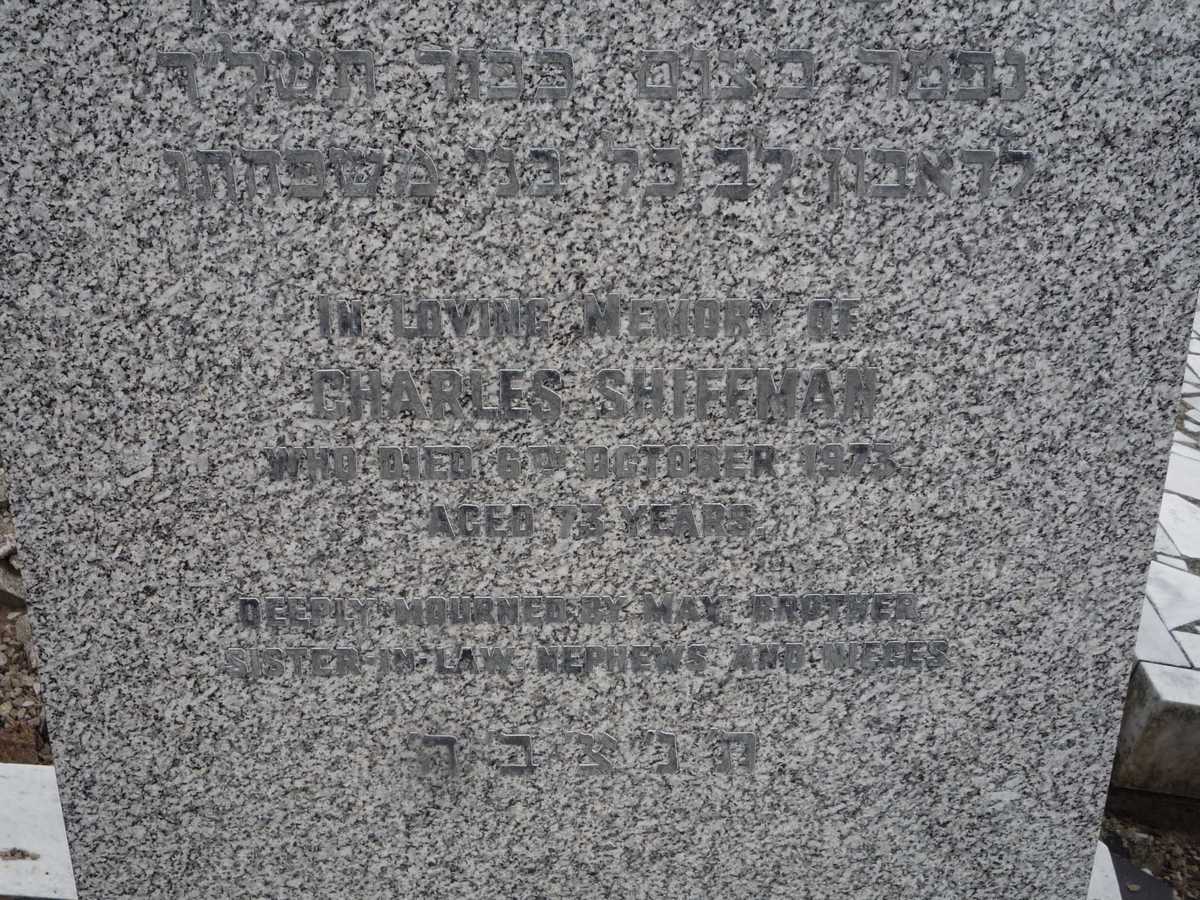 נפטר בצום כפור תשל"ד
לדאבון לב כל בני משפחתו
In Loving Memory of
CHARLES SHIFFMAN
WHO DIED 6TH OCTOBER 1973.
AGED 73 YEARS.
DEEPLY MOURNED BY MAY, BROTHER,
SISTER-IN-LAW, NEPHEWS AND NIECES.
ת נ צ ב ה